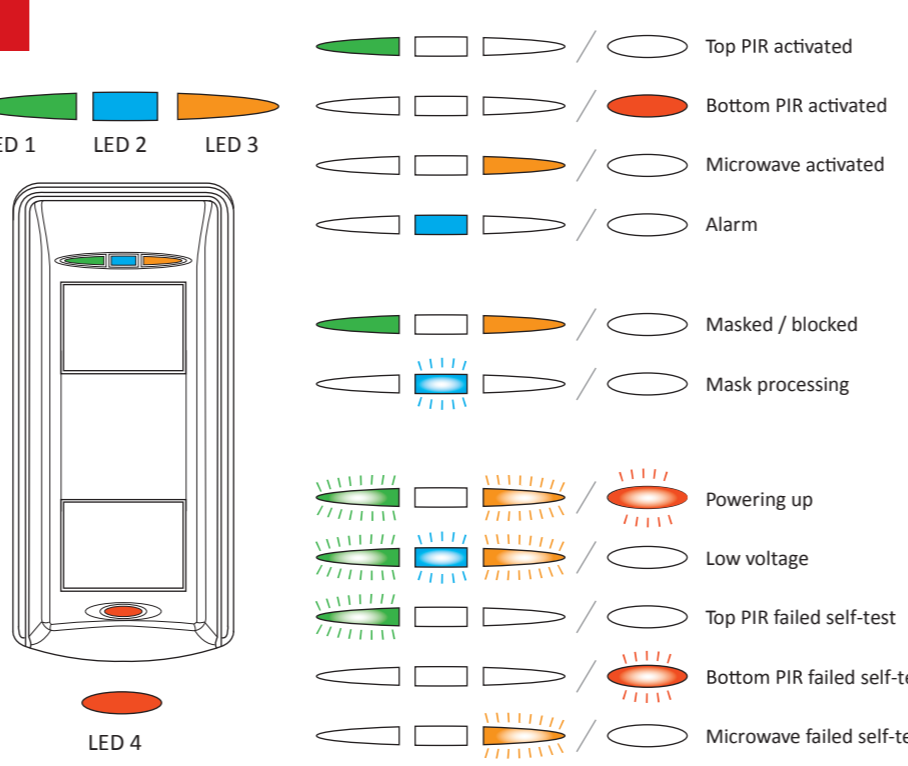 Top PIR activated
Bottom PIR activated
ED 1 LED 2 LED 3
Microwave activated
Alarm
Masked / blocked
Mask processing
Powering up
Low voltage
Top PIR failed self-test
Bottom PIR failed self-te
LED 4
Microwave failed self-te